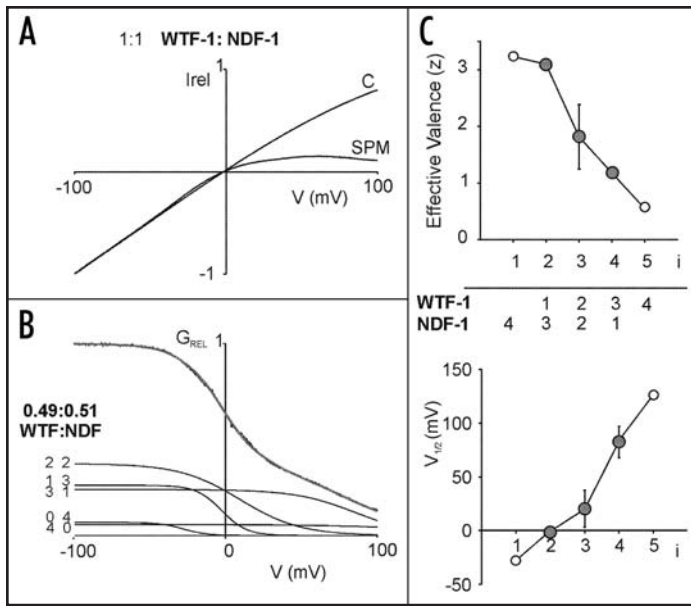 A
1:1 WTF-1: NDF-1
Irel
1
C
SPM
-100
V (mV)
100
-1
B
GREL
1
0.49:0.51
WTF:NDF
2 2
1 3
3 1
0 4
4 0
-100
0
100
V (mV)
C
Effective Valence (z)
3
2
1
0
1 2 3 4 5 i
WTF-1 1 2 3 4
NDF-1 4 3 2 1
V1/2 (mV)
150
100
50
0
-50
1 2 3 4 5 i